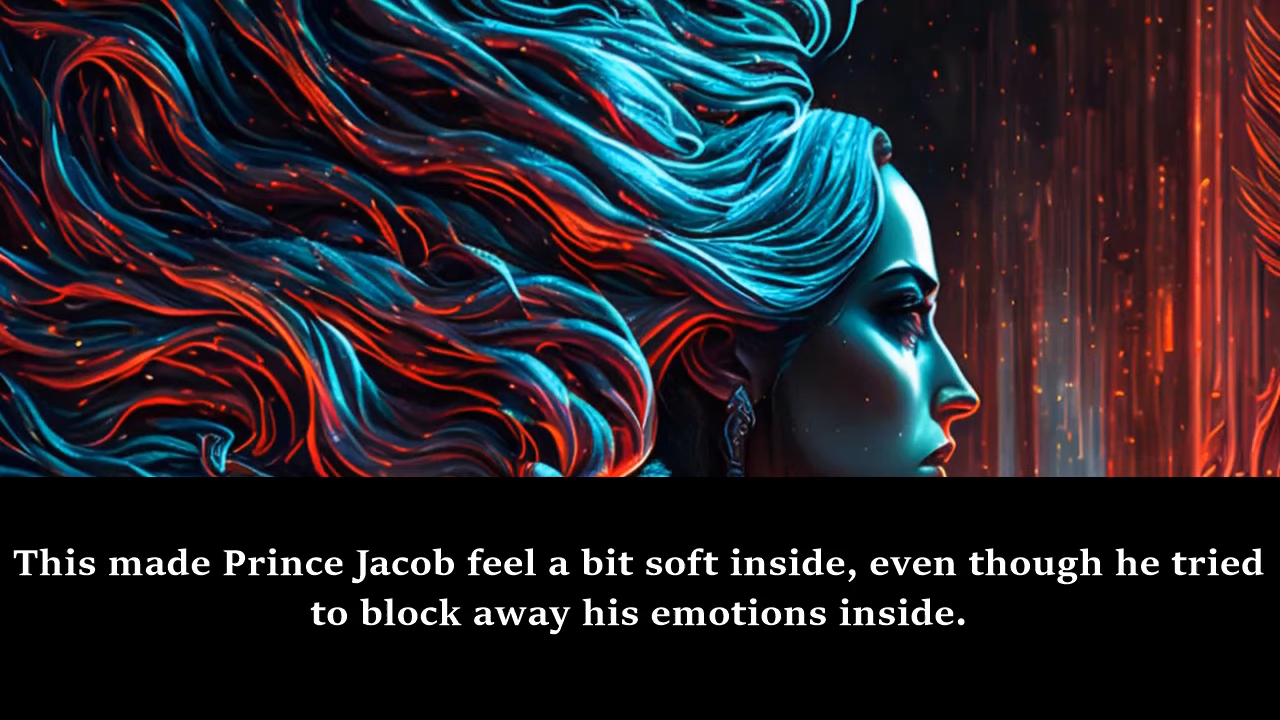 This made Prince Jacob feel a bit soft inside, even though he tried
to block away his emotions inside.